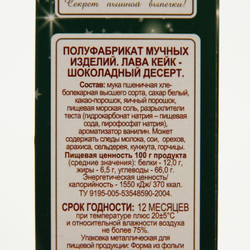 Секрет пышной выпечки!
ПОЛУФАБРИКАТ МУЧНЫХ
ИЗДЕЛИЙ. ЛАВА КЕЙК -
ШОКОЛАДНЫЙ ДЕСЕРТ.
Состав: мука пшеничная хле-
бопекарная высшего сорта, сахар белый,
какао-порошок, яичный порошок,
пищевая морская соль, разрыхлитель
теста (гидрокарбонат натрия – пищевая
сода, пирофосфат натрия),
ароматизатор ванилин. Может
содержать следы молока, сои, орехов,
арахиса, сельдерея, кунжута, горчицы.
Пищевая ценность 100 г продукта
(средние значения): белки - 12,0 г,
жиры - 6,5 г, углеводы - 66,0 г.
Энергетическая ценность/
калорийность - 1550 кДж/ 370 ккал.
ТУ 9195-005-53548590-2004.
СРОК ГОДНОСТИ: 12 МЕСЯЦЕВ
при температуре плюс 20±5°С
и относительной влажности воздуха
не более 75%.
Упаковка металлическая для
пищевой продукции. Форма из фольги